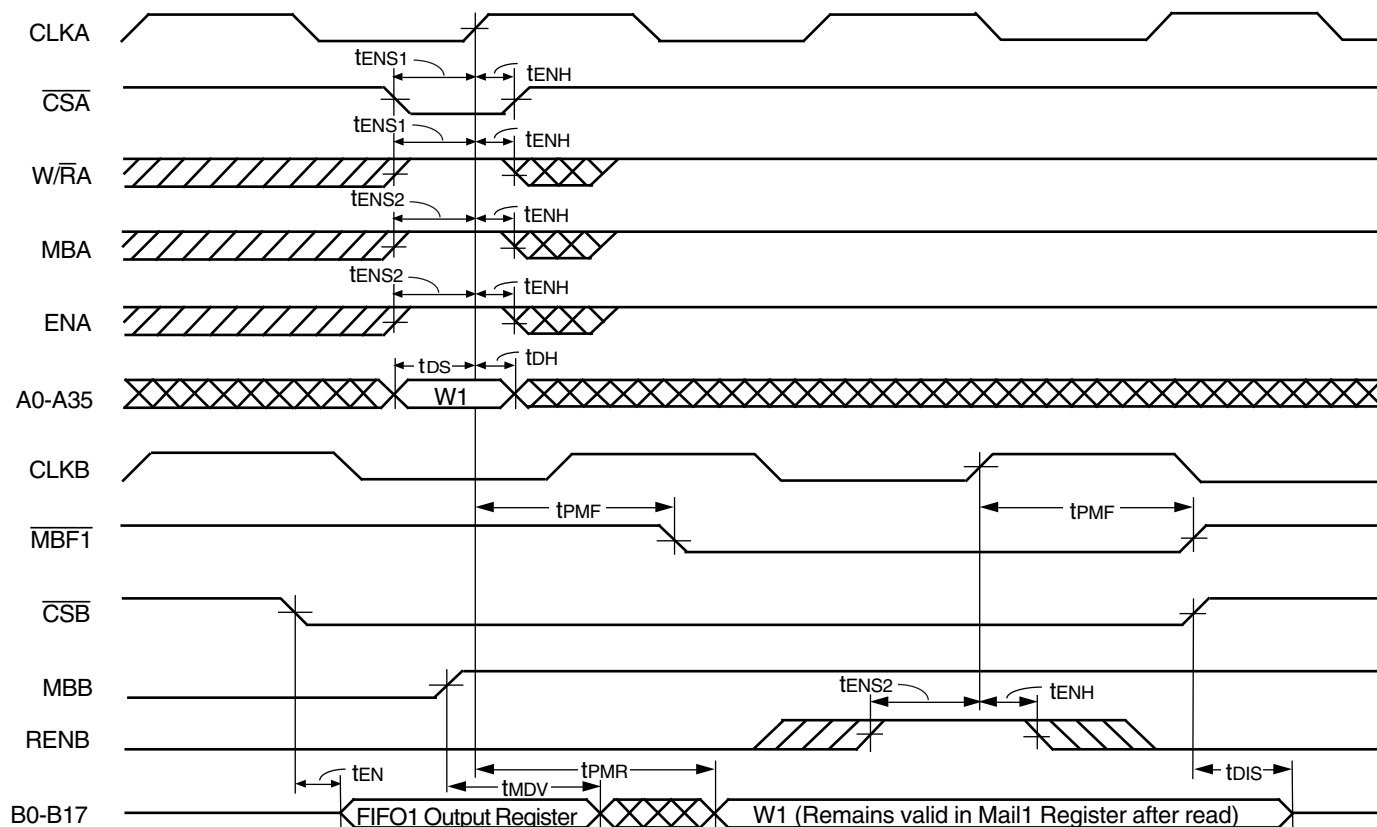 CLKA
tENS1
tENH
CSA
tENS1
tENH
W/RA
tENS2
tENH
MBA
tENS2
tENH
ENA
tDS
tDH
A0-A35
W1
CLKB
tPMF
tPMF
MBF1
CSB
MBB
tENS2
tENH
RENB
tEN
tPMR
tMDV
tDIS
B0-B17
FIFO1 Output Register
W1 (Remains valid in Mail1 Register after read)